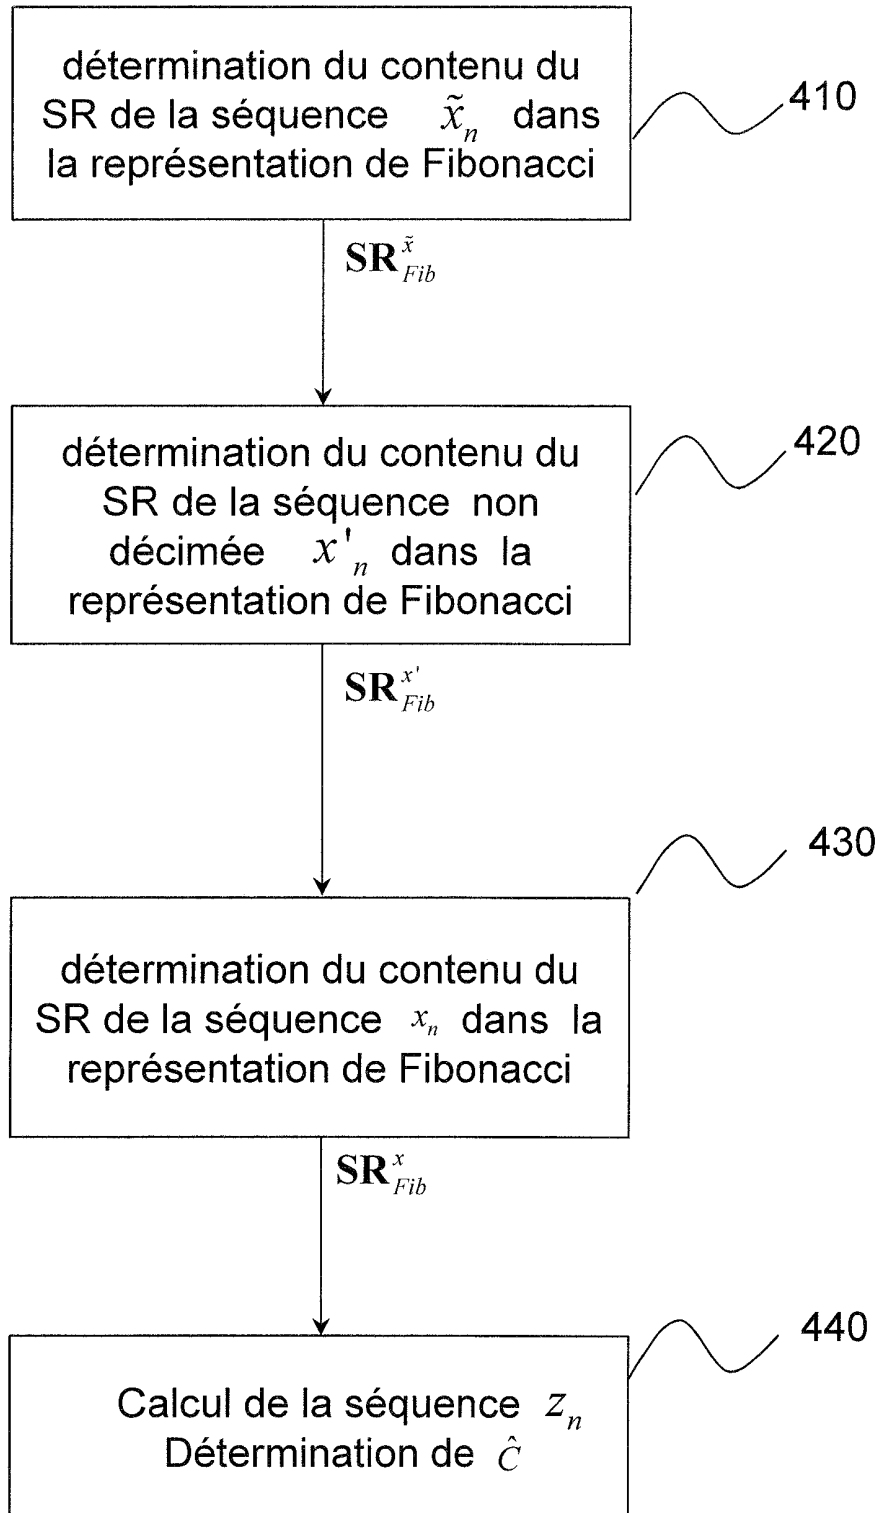 détermination du contenu du
SR de la séquence x̃ₙ dans
la représentation de Fibonacci
410
SR^x̃_Fib
détermination du contenu du
SR de la séquence non
décimée x'ₙ dans la
représentation de Fibonacci
420
SR^x'_Fib
430
détermination du contenu du
SR de la séquence xₙ dans la
représentation de Fibonacci
SR^x_Fib
440
Calcul de la séquence zₙ
Détermination de Ĉ